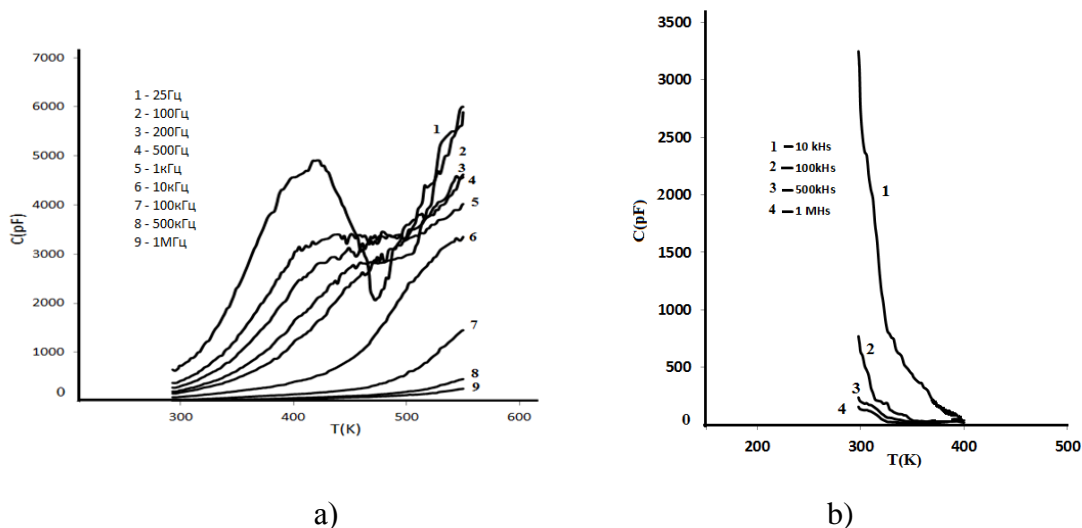 7000
6000
5000
4000
3000
2000
1000
0
C(pF)
1 - 25Гц
2 - 100Гц
3 - 200Гц
4 - 500Гц
5 - 1кГц
6 - 10кГц
7 - 100кГц
8 - 500кГц
9 - 1МГц
1
2
3
4
5
6
7
8
9
300 400 500 600
T(K)
a)
3500
3000
2500
2000
1500
1000
500
0
C(pF)
1 10 kHs
2 100kHs
3 500kHs
4 1 MHs
1
2
3
4
200 300 400 500
T(K)
b)